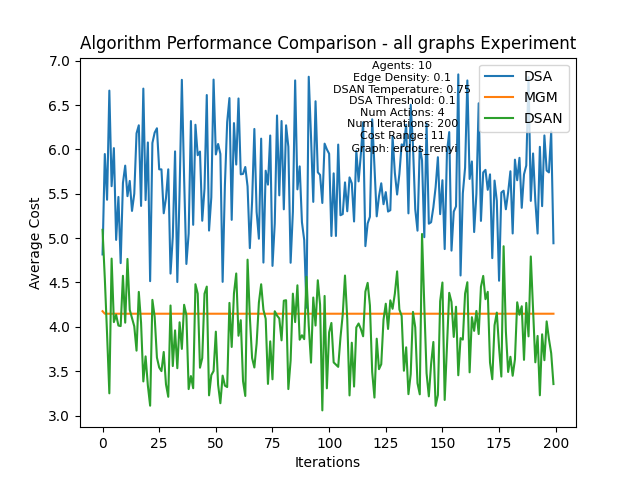 Algorithm Performance Comparison - all graphs Experiment
Agents: 10
Edge Density: 0.1
DSAN Temperature: 0.75
DSA Threshold: 0.1
Num Actions: 4
Num Iterations: 200
Cost Range: 11
Graph: erdos_renyi
DSA
MGM
DSAN
7.0
6.5
6.0
5.5
5.0
4.5
4.0
3.5
3.0
Average Cost
0 25 50 75 100 125 150 175 200
Iterations